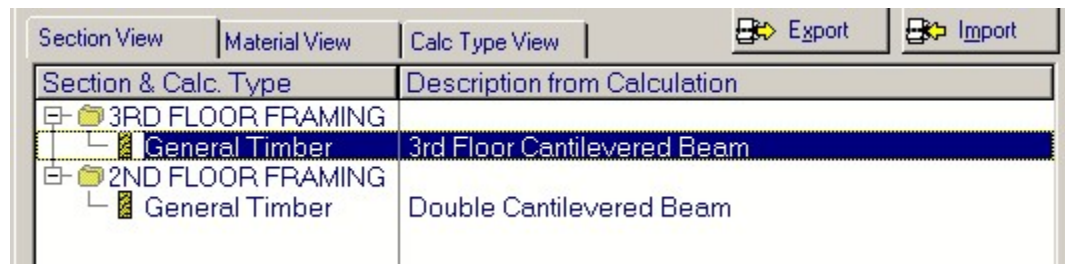 Section View Material View Calc Type View Export Import
Section & Calc. Type Description from Calculation
3RD FLOOR FRAMING
General Timber 3rd Floor Cantilevered Beam
2ND FLOOR FRAMING
General Timber Double Cantilevered Beam